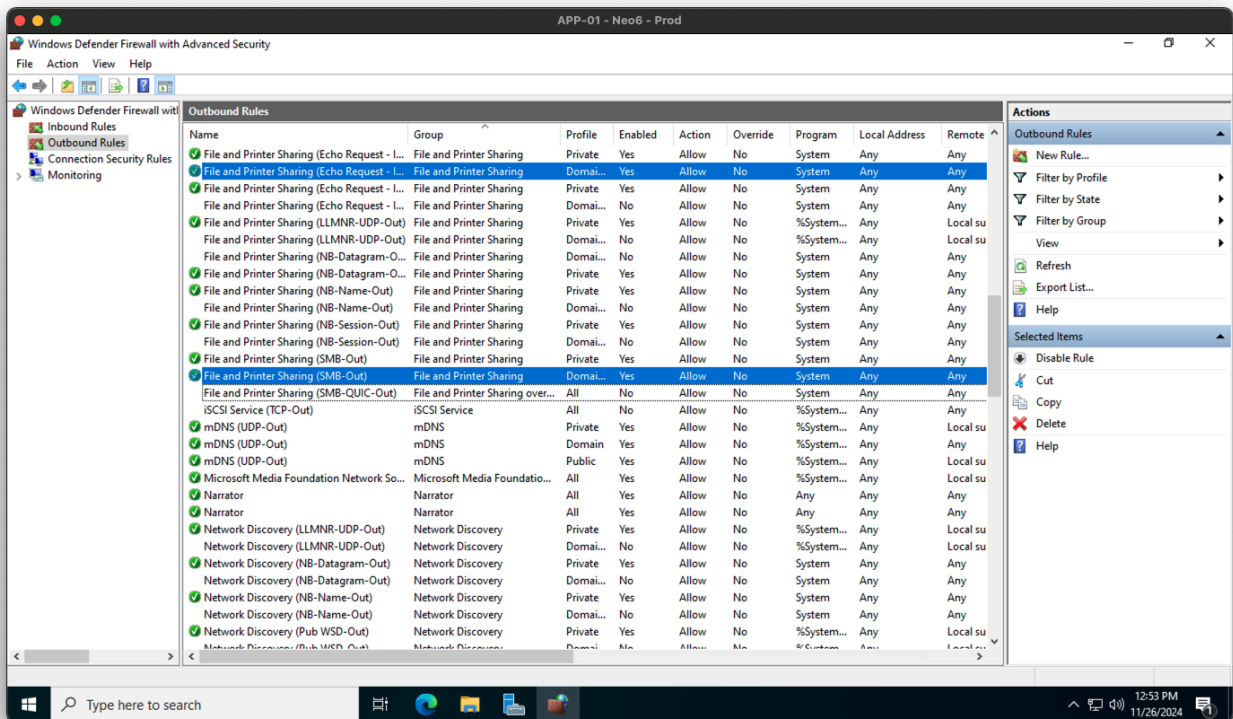 APP-01 - Neo6 - Prod
Windows Defender Firewall with Advanced Security
File Action View Help
Windows Defender Firewall witl
Inbound Rules
Outbound Rules
Connection Security Rules
Monitoring
Outbound Rules
Name Group Profile Enabled Action Override Program Local Address Remote
File and Printer Sharing (Echo Request - I... File and Printer Sharing Private Yes Allow No System Any Any
File and Printer Sharing (Echo Request - I... File and Printer Sharing Domai... Yes Allow No System Any Any
File and Printer Sharing (Echo Request - I... File and Printer Sharing Private Yes Allow No System Any Any
File and Printer Sharing (Echo Request - I... File and Printer Sharing Domai... No Allow No System Any Any
File and Printer Sharing (LLMNR-UDP-Out) File and Printer Sharing Private Yes Allow No %System... Any Local su
File and Printer Sharing (LLMNR-UDP-Out) File and Printer Sharing Domai... No Allow No %System... Any Local su
File and Printer Sharing (NB-Datagram-O... File and Printer Sharing Domai... No Allow No System Any Any
File and Printer Sharing (NB-Datagram-O... File and Printer Sharing Private Yes Allow No System Any Any
File and Printer Sharing (NB-Name-Out) File and Printer Sharing Private Yes Allow No System Any Any
File and Printer Sharing (NB-Name-Out) File and Printer Sharing Domai... No Allow No System Any Any
File and Printer Sharing (NB-Session-Out) File and Printer Sharing Private Yes Allow No System Any Any
File and Printer Sharing (NB-Session-Out) File and Printer Sharing Domai... No Allow No System Any Any
File and Printer Sharing (SMB-Out) File and Printer Sharing Private Yes Allow No System Any Any
File and Printer Sharing (SMB-Out) File and Printer Sharing Domai... Yes Allow No System Any Any
File and Printer Sharing (SMB-QUIC-Out) File and Printer Sharing over... All No Allow No System Any Any
iSCSI Service (TCP-Out) iSCSI Service All No Allow No %System... Any Any
mDNS (UDP-Out) mDNS Private Yes Allow No %System... Any Local su
mDNS (UDP-Out) mDNS Domain Yes Allow No %System... Any Any
mDNS (UDP-Out) mDNS Public Yes Allow No %System... Any Local su
Microsoft Media Foundation Network So... Microsoft Media Foundatio... All Yes Allow No %System... Any Any
Narrator Narrator All Yes Allow No Any Any Any
Narrator Narrator All Yes Allow No Any Any Any
Network Discovery (LLMNR-UDP-Out) Network Discovery Private Yes Allow No %System... Any Local su
Network Discovery (LLMNR-UDP-Out) Network Discovery Domai... No Allow No %System... Any Local su
Network Discovery (NB-Datagram-Out) Network Discovery Private Yes Allow No System Any Any
Network Discovery (NB-Datagram-Out) Network Discovery Domai... No Allow No System Any Any
Network Discovery (NB-Name-Out) Network Discovery Private Yes Allow No System Any Any
Network Discovery (NB-Name-Out) Network Discovery Domai... No Allow No System Any Any
Network Discovery (Pub WSD-Out) Network Discovery Private Yes Allow No %System... Any Local su
Network Discovery (Pub WSD-Out) Network Discovery Domai... No Allow No %System... Any Local su
Actions
Outbound Rules
New Rule...
Filter by Profile
Filter by State
Filter by Group
View
Refresh
Export List...
Help
Selected Items
Disable Rule
Cut
Copy
Delete
Help
Type here to search
12:53 PM
11/26/2024
1